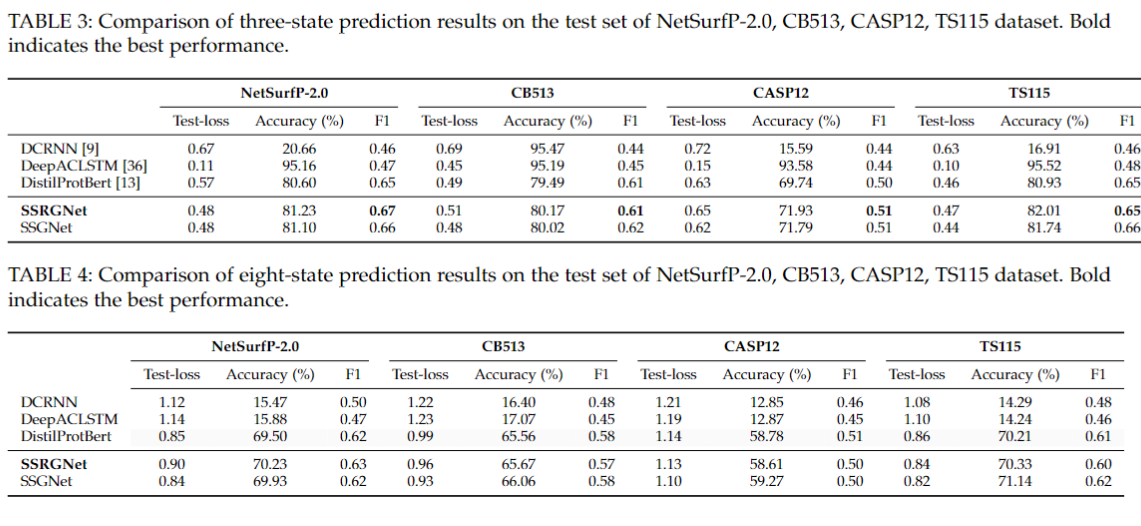 TABLE 3: Comparison of three-state prediction results on the test set of NetSurfP-2.0, CB513, CASP12, TS115 dataset. Bold
indicates the best performance.
NetSurfP-2.0 CB513 CASP12 TS115
Test-loss Accuracy (%) F1 Test-loss Accuracy (%) F1 Test-loss Accuracy (%) F1 Test-loss Accuracy (%) F1
DCRNN [9] 0.67 20.66 0.46 0.69 95.47 0.44 0.72 15.59 0.44 0.63 16.91 0.46
DeepACLSTM [36] 0.11 95.16 0.47 0.45 95.19 0.45 0.15 93.58 0.44 0.10 95.52 0.48
DistilProtBert [13] 0.57 80.60 0.65 0.49 79.49 0.61 0.63 69.74 0.50 0.46 80.93 0.65
SSRGNet 0.48 81.23 0.67 0.51 80.17 0.61 0.65 71.93 0.51 0.47 82.01 0.65
SSGNet 0.48 81.10 0.66 0.48 80.02 0.62 0.62 71.79 0.51 0.44 81.74 0.66
TABLE 4: Comparison of eight-state prediction results on the test set of NetSurfP-2.0, CB513, CASP12, TS115 dataset. Bold
indicates the best performance.
NetSurfP-2.0 CB513 CASP12 TS115
Test-loss Accuracy (%) F1 Test-loss Accuracy (%) F1 Test-loss Accuracy (%) F1 Test-loss Accuracy (%) F1
DCRNN 1.12 15.47 0.50 1.22 16.40 0.48 1.21 12.85 0.46 1.08 14.29 0.48
DeepACLSTM 1.14 15.88 0.47 1.23 17.07 0.45 1.19 12.87 0.45 1.10 14.24 0.46
DistilProtBert 0.85 69.50 0.62 0.99 65.56 0.58 1.14 58.78 0.51 0.86 70.21 0.61
SSRGNet 0.90 70.23 0.63 0.96 65.67 0.57 1.13 58.61 0.50 0.84 70.33 0.60
SSGNet 0.84 69.93 0.62 0.93 66.06 0.58 1.10 59.27 0.50 0.82 71.14 0.62